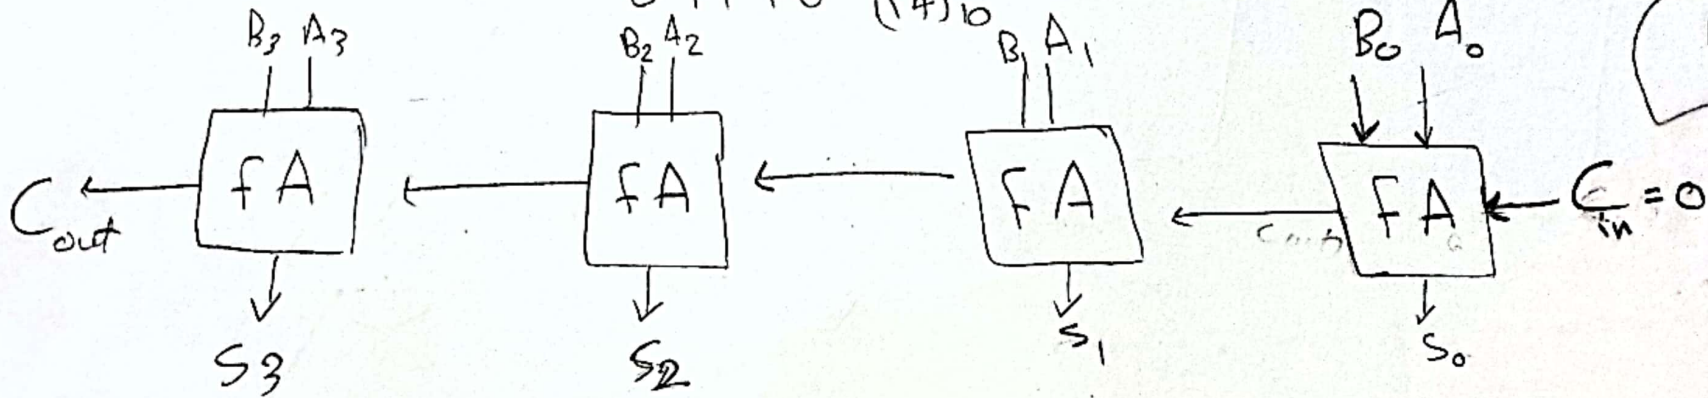 01110 (14)10
B3 A3 B2 A2 B1 A1 B0 A0
Cout fA fA FA FA Cin = 0
S3 S2 S1 S0